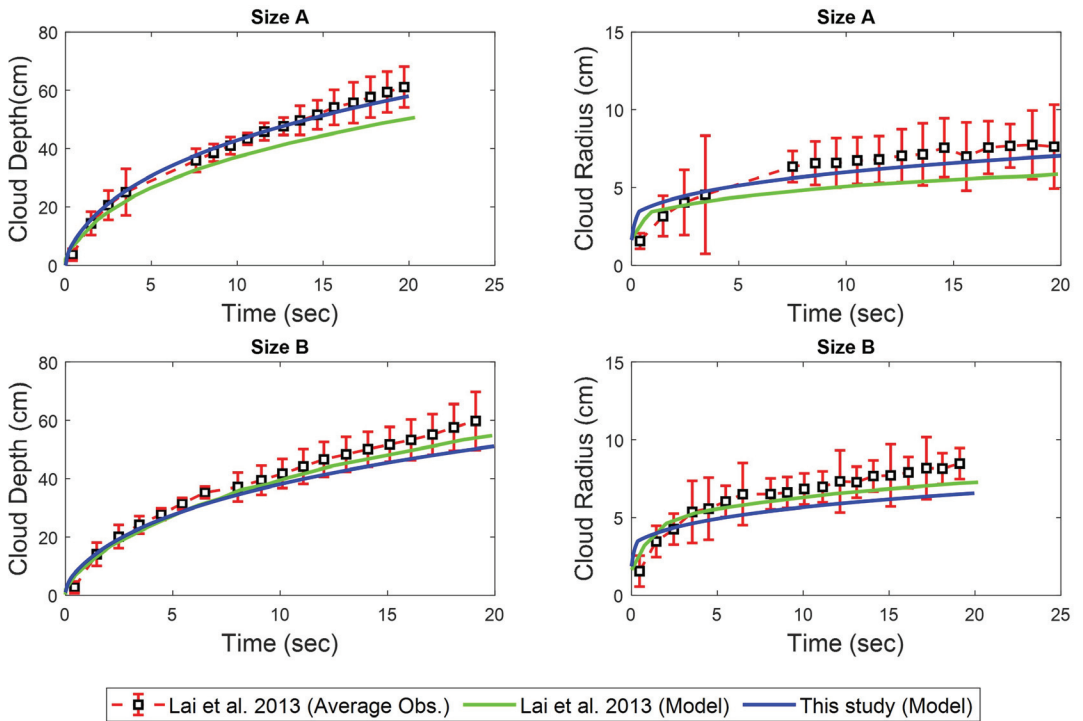 Size A
80
60
40
20
0
Cloud Depth(cm)
0 5 10 15 20 25
Time (sec)
Size A
15
10
5
0
Cloud Radius (cm)
0 5 10 15 20 25
Time (sec)
Size B
80
60
40
20
0
Cloud Depth (cm)
0 5 10 15 20
Time (sec)
Size B
15
10
5
0
Cloud Radius (cm)
0 5 10 15 20 25
Time (sec)
Lai et al. 2013 (Average Obs.) Lai et al. 2013 (Model) This study (Model)